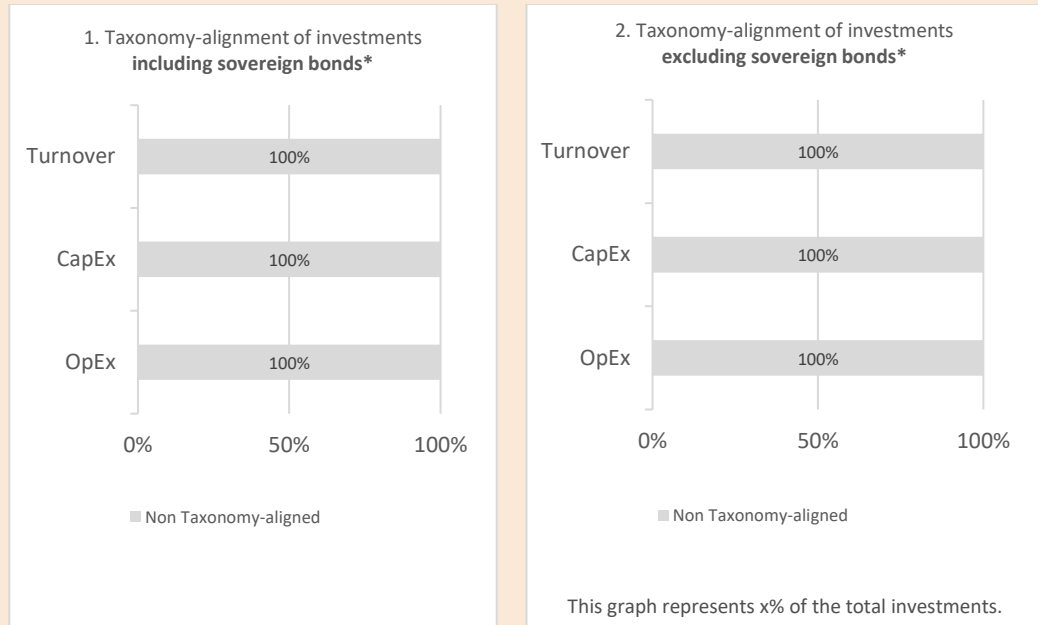 1. Taxonomy-alignment of investments
including sovereign bonds*
Turnover
100%
CapEx
100%
OpEx
100%
0%
50%
100%
Non Taxonomy-aligned
2. Taxonomy-alignment of investments
excluding sovereign bonds*
Turnover
100%
CapEx
100%
OpEx
100%
0%
50%
100%
Non Taxonomy-aligned
This graph represents x% of the total investments.